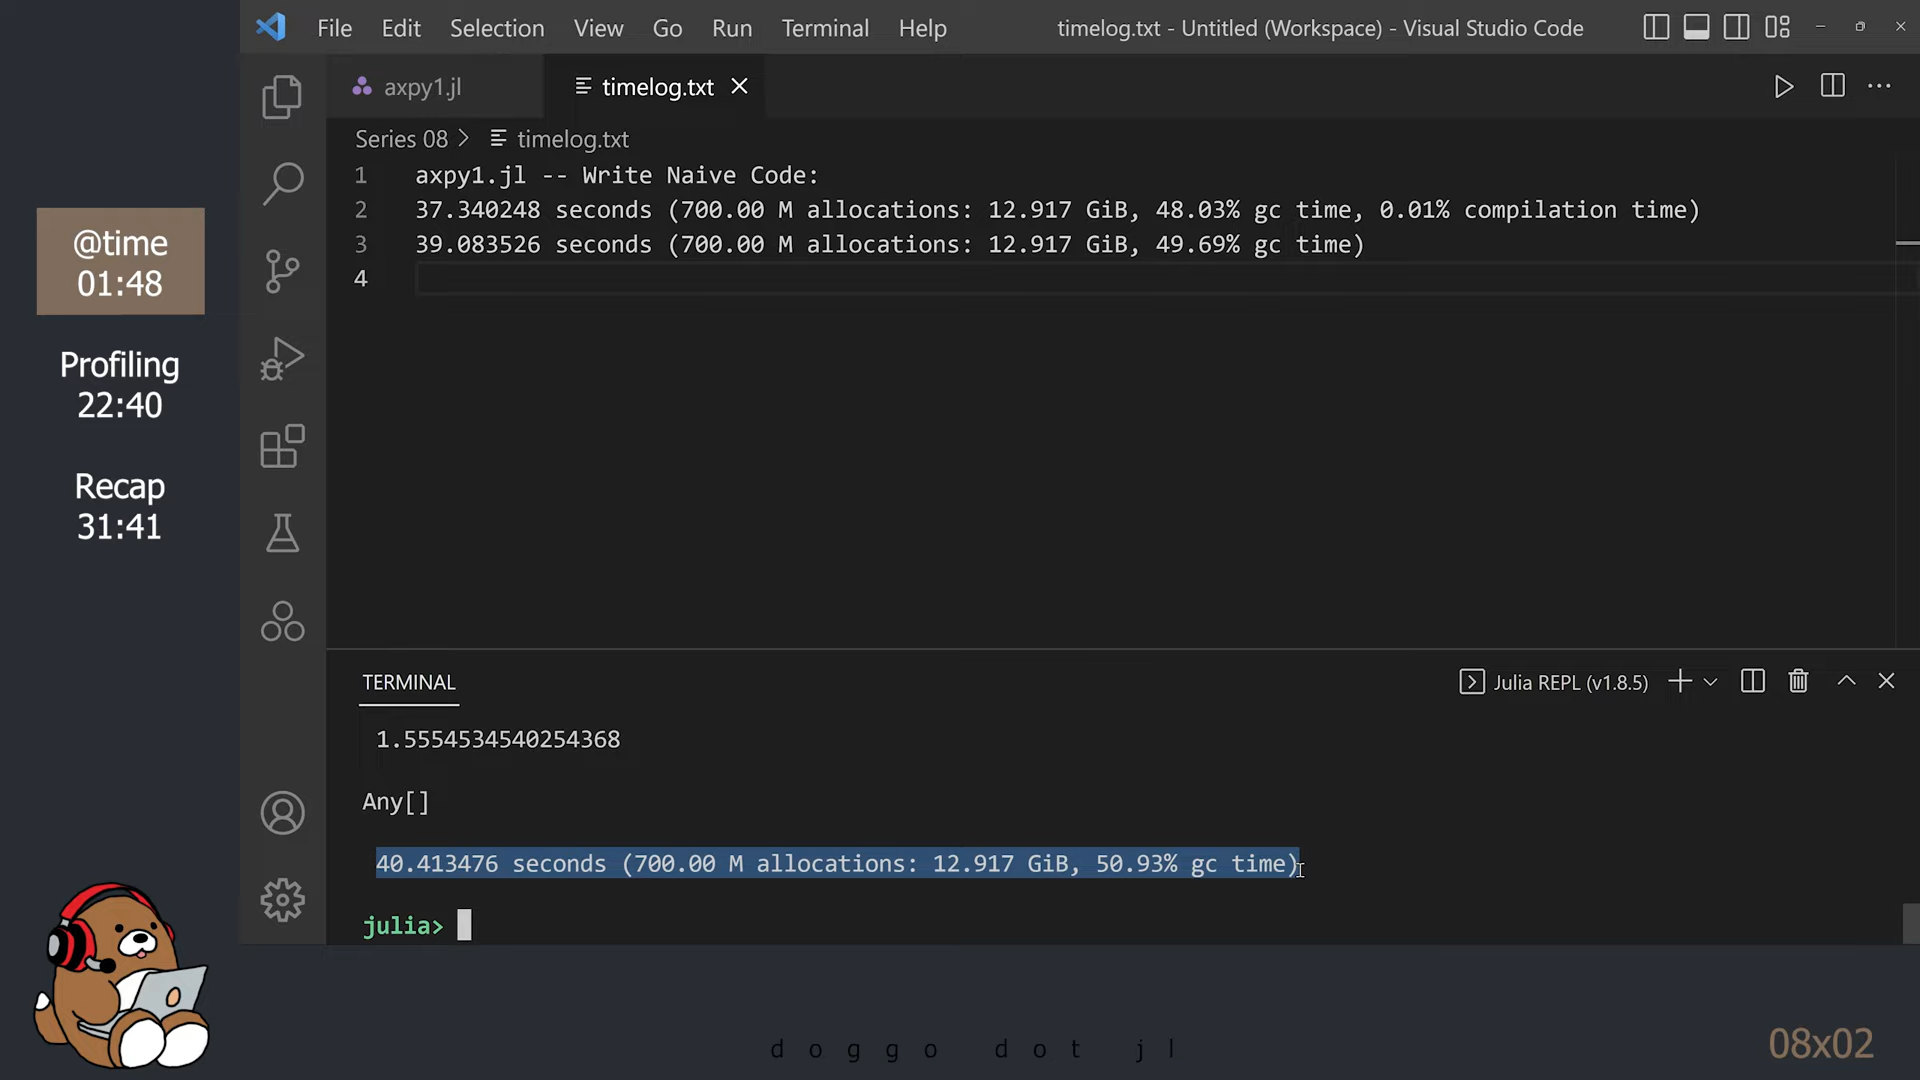 File Edit Selection View Go Run Terminal Help
timelog.txt - Untitled (Workspace) - Visual Studio Code
axpy1.jl
timelog.txt
Series 08 > timelog.txt
1 axpy1.jl -- Write Naive Code:
2 37.340248 seconds (700.00 M allocations: 12.917 GiB, 48.03% gc time, 0.01% compilation time)
3 39.083526 seconds (700.00 M allocations: 12.917 GiB, 49.69% gc time)
4
@time
01:48
Profiling
22:40
Recap
31:41
TERMINAL
Julia REPL (v1.8.5)
1.5554534540254368
Any[]
40.413476 seconds (700.00 M allocations: 12.917 GiB, 50.93% gc time)
julia>
doggo dot jl
08x02